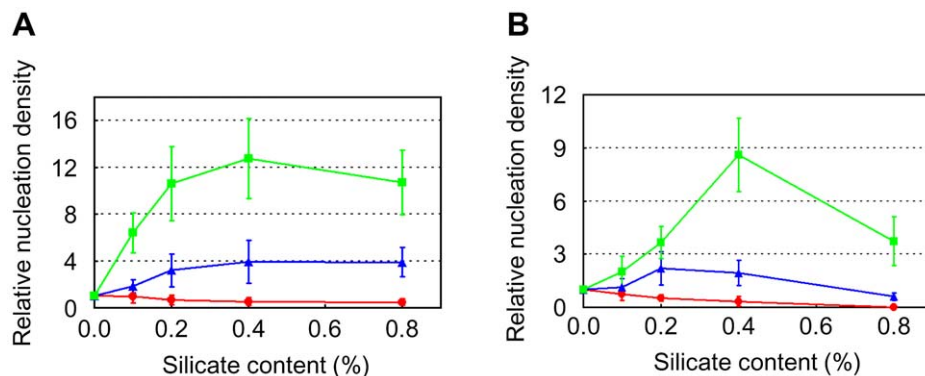 A
Relative nucleation density
16
12
8
4
0
0.0 0.2 0.4 0.6 0.8
Silicate content (%)
B
Relative nucleation density
12
9
6
3
0
0.0 0.2 0.4 0.6 0.8
Silicate content (%)